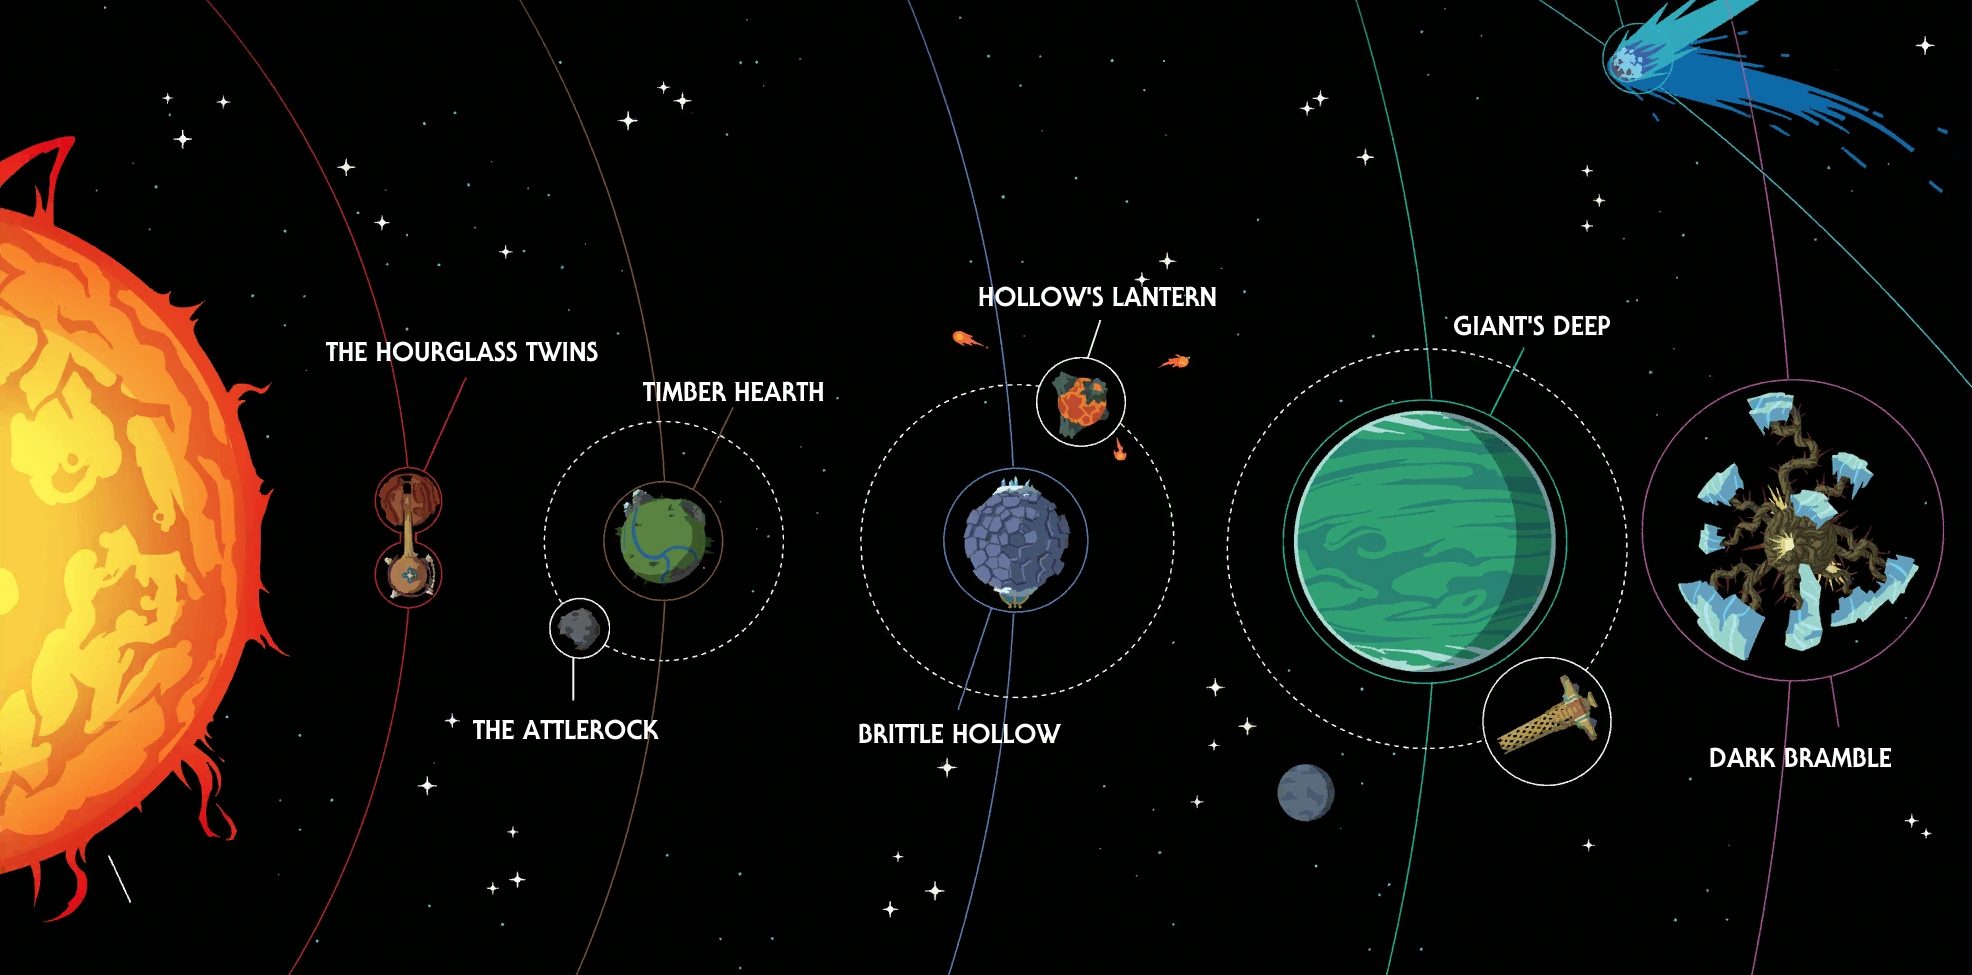 HOLLOW'S LANTERN
GIANT'S DEEP
THE HOURGLASS TWINS
TIMBER HEARTH
THE ATTLEROCK
BRITTLE HOLLOW
DARK BRAMBLE